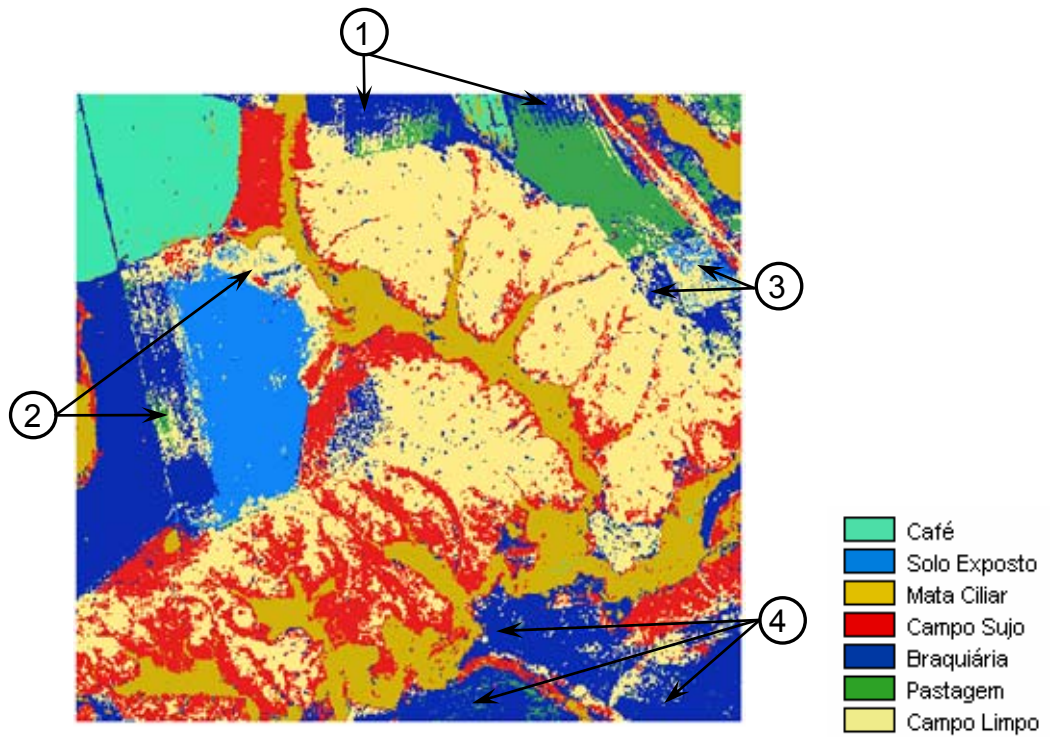 1
3
2
4
Café
Solo Exposto
Mata Ciliar
Campo Sujo
Braquiária
Pastagem
Campo Limpo